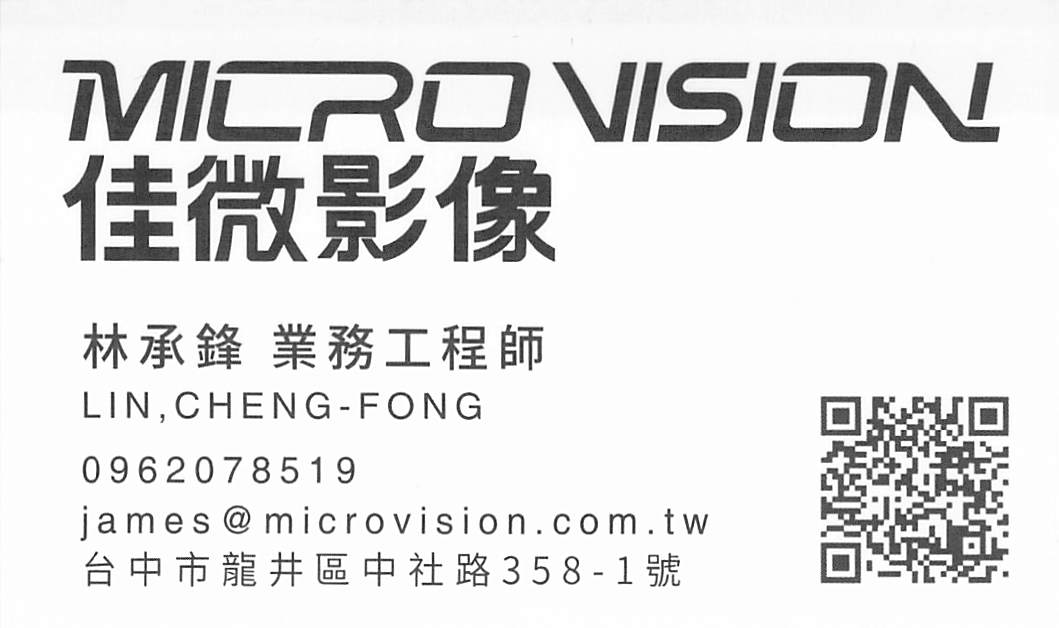 MICRO VISION
佳微影像
林承鋒 業務工程師
LIN,CHENG-FONG
0962078519
james@microvision.com.tw
台中市龍井區中社路358-1號